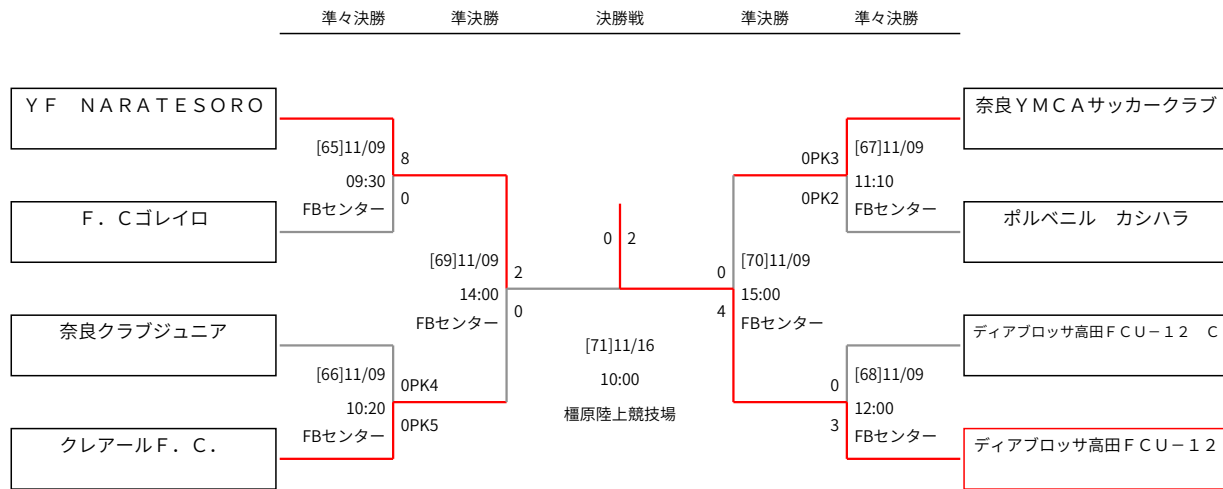 準々決勝 準決勝 決勝戦 準決勝 準々決勝
ＹＦ　ＮＡＲＡＴＥＳＯＲＯ
奈良ＹＭＣＡサッカークラブ
[65]11/09
8
0PK3
[67]11/09
09:30
0
0PK2
11:10
FBセンター
FBセンター
Ｆ．Ｃゴレイロ
ポルベニル　カシハラ
0 2
[69]11/09
2
0
[70]11/09
14:00
0
4
15:00
FBセンター
FBセンター
奈良クラブジュニア
ディアブロッサ高田ＦＣＵ－１２　Ｃ
[71]11/16
10:00
橿原陸上競技場
[66]11/09
0PK4
0
[68]11/09
10:20
0PK5
3
12:00
FBセンター
FBセンター
クレアールＦ．Ｃ．
ディアブロッサ高田ＦＣＵ－１２